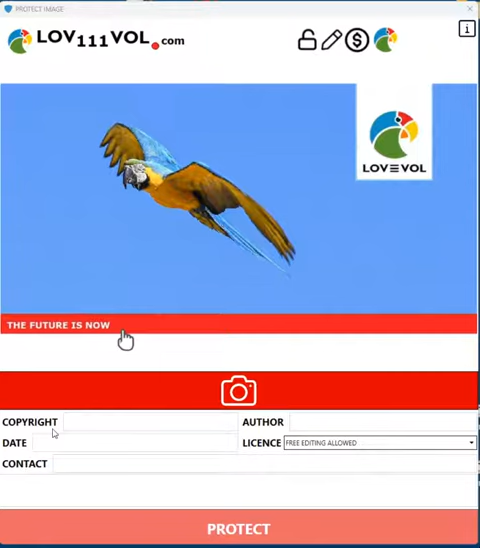 PROTECT IMAGE
LOV111VOL.com
i
$
LOVEVOL
THE FUTURE IS NOW
COPYRIGHT
AUTHOR
DATE
LICENCE FREE EDITING ALLOWED
CONTACT
PROTECT